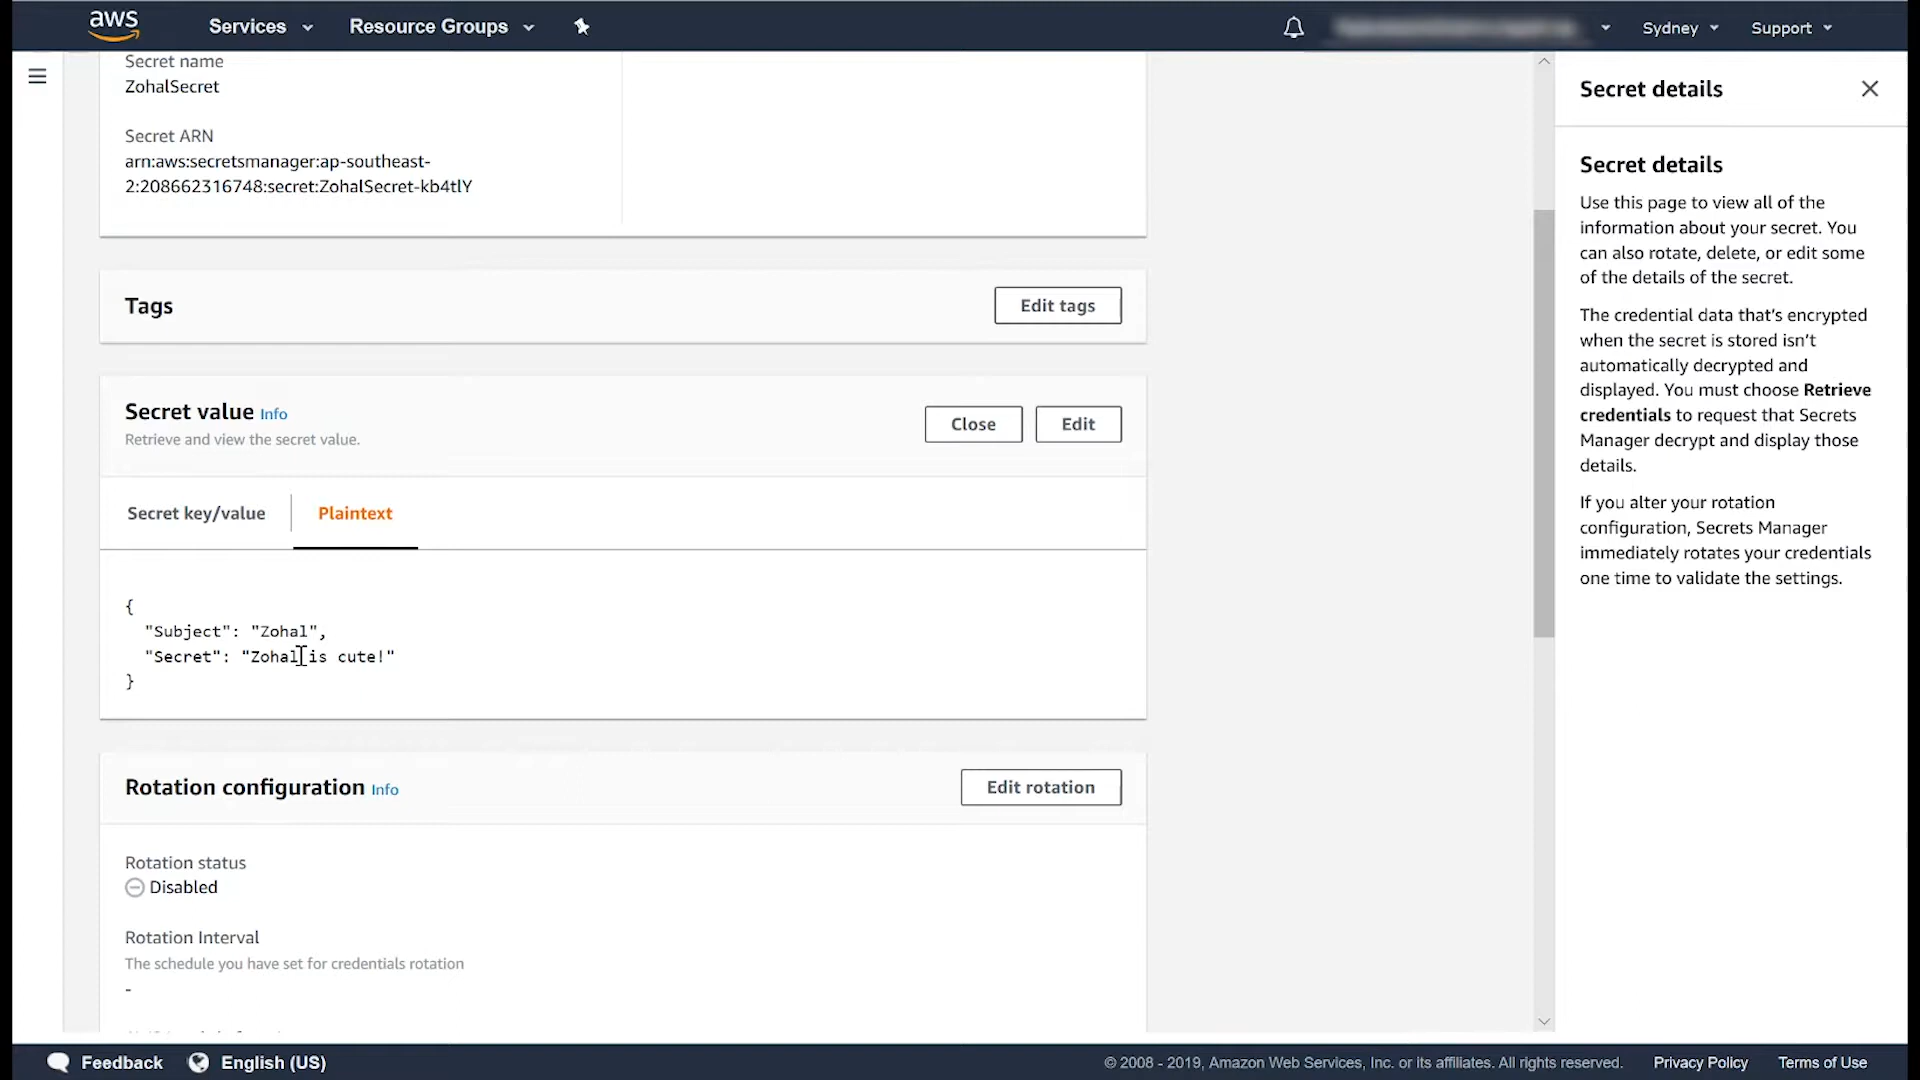 aws Services Resource Groups Sydney Support
Secret name
ZohalSecret
Secret ARN
arn:aws:secretsmanager:ap-southeast-
2:208662316748:secret:ZohalSecret-kb4tlY
Tags Edit tags
Secret value Info
Retrieve and view the secret value.
Close Edit
Secret key/value Plaintext
{
"Subject": "Zohal",
"Secret": "Zohal is cute!"
}
Rotation configuration Info Edit rotation
Rotation status
Disabled
Rotation Interval
The schedule you have set for credentials rotation
-
Secret details
Secret details
Use this page to view all of the
information about your secret. You
can also rotate, delete, or edit some
of the details of the secret.
The credential data that's encrypted
when the secret is stored isn't
automatically decrypted and
displayed. You must choose Retrieve
credentials to request that Secrets
Manager decrypt and display those
details.
If you alter your rotation
configuration, Secrets Manager
immediately rotates your credentials
one time to validate the settings.
Feedback English (US) © 2008 - 2019, Amazon Web Services, Inc. or its affiliates. All rights reserved. Privacy Policy Terms of Use